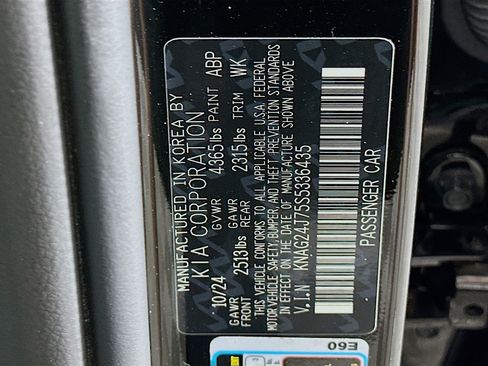 MANUFACTURED IN KOREA BY
KIA CORPORATION
10/24 GVWR 4365lbs PAINT ABP
GAWR FRONT 2513lbs GAWR REAR 2315lbs TRIM WK
THIS VEHICLE CONFORMS TO ALL APPLICABLE U.S.A FEDERAL
MOTOR VEHICLE SAFETY, BUMPER, AND THEFT PREVENTION STANDARDS
IN EFFECT ON THE DATE OF MANUFACTURE SHOWN ABOVE
V.I.N KNAG24J75S5336435
PASSENGER CAR
E60